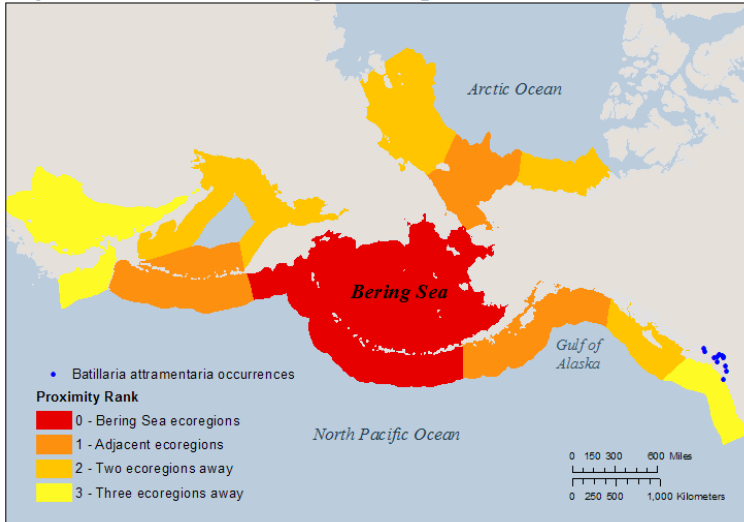 Arctic Ocean
Bering Sea
Gulf of
Alaska
North Pacific Ocean
Batillaria attramentaria occurrences
Proximity Rank
0 - Bering Sea ecoregions
1 - Adjacent ecoregions
2 - Two ecoregions away
3 - Three ecoregions away
0 150 300 600 Miles
0 250 500 1,000 Kilometers